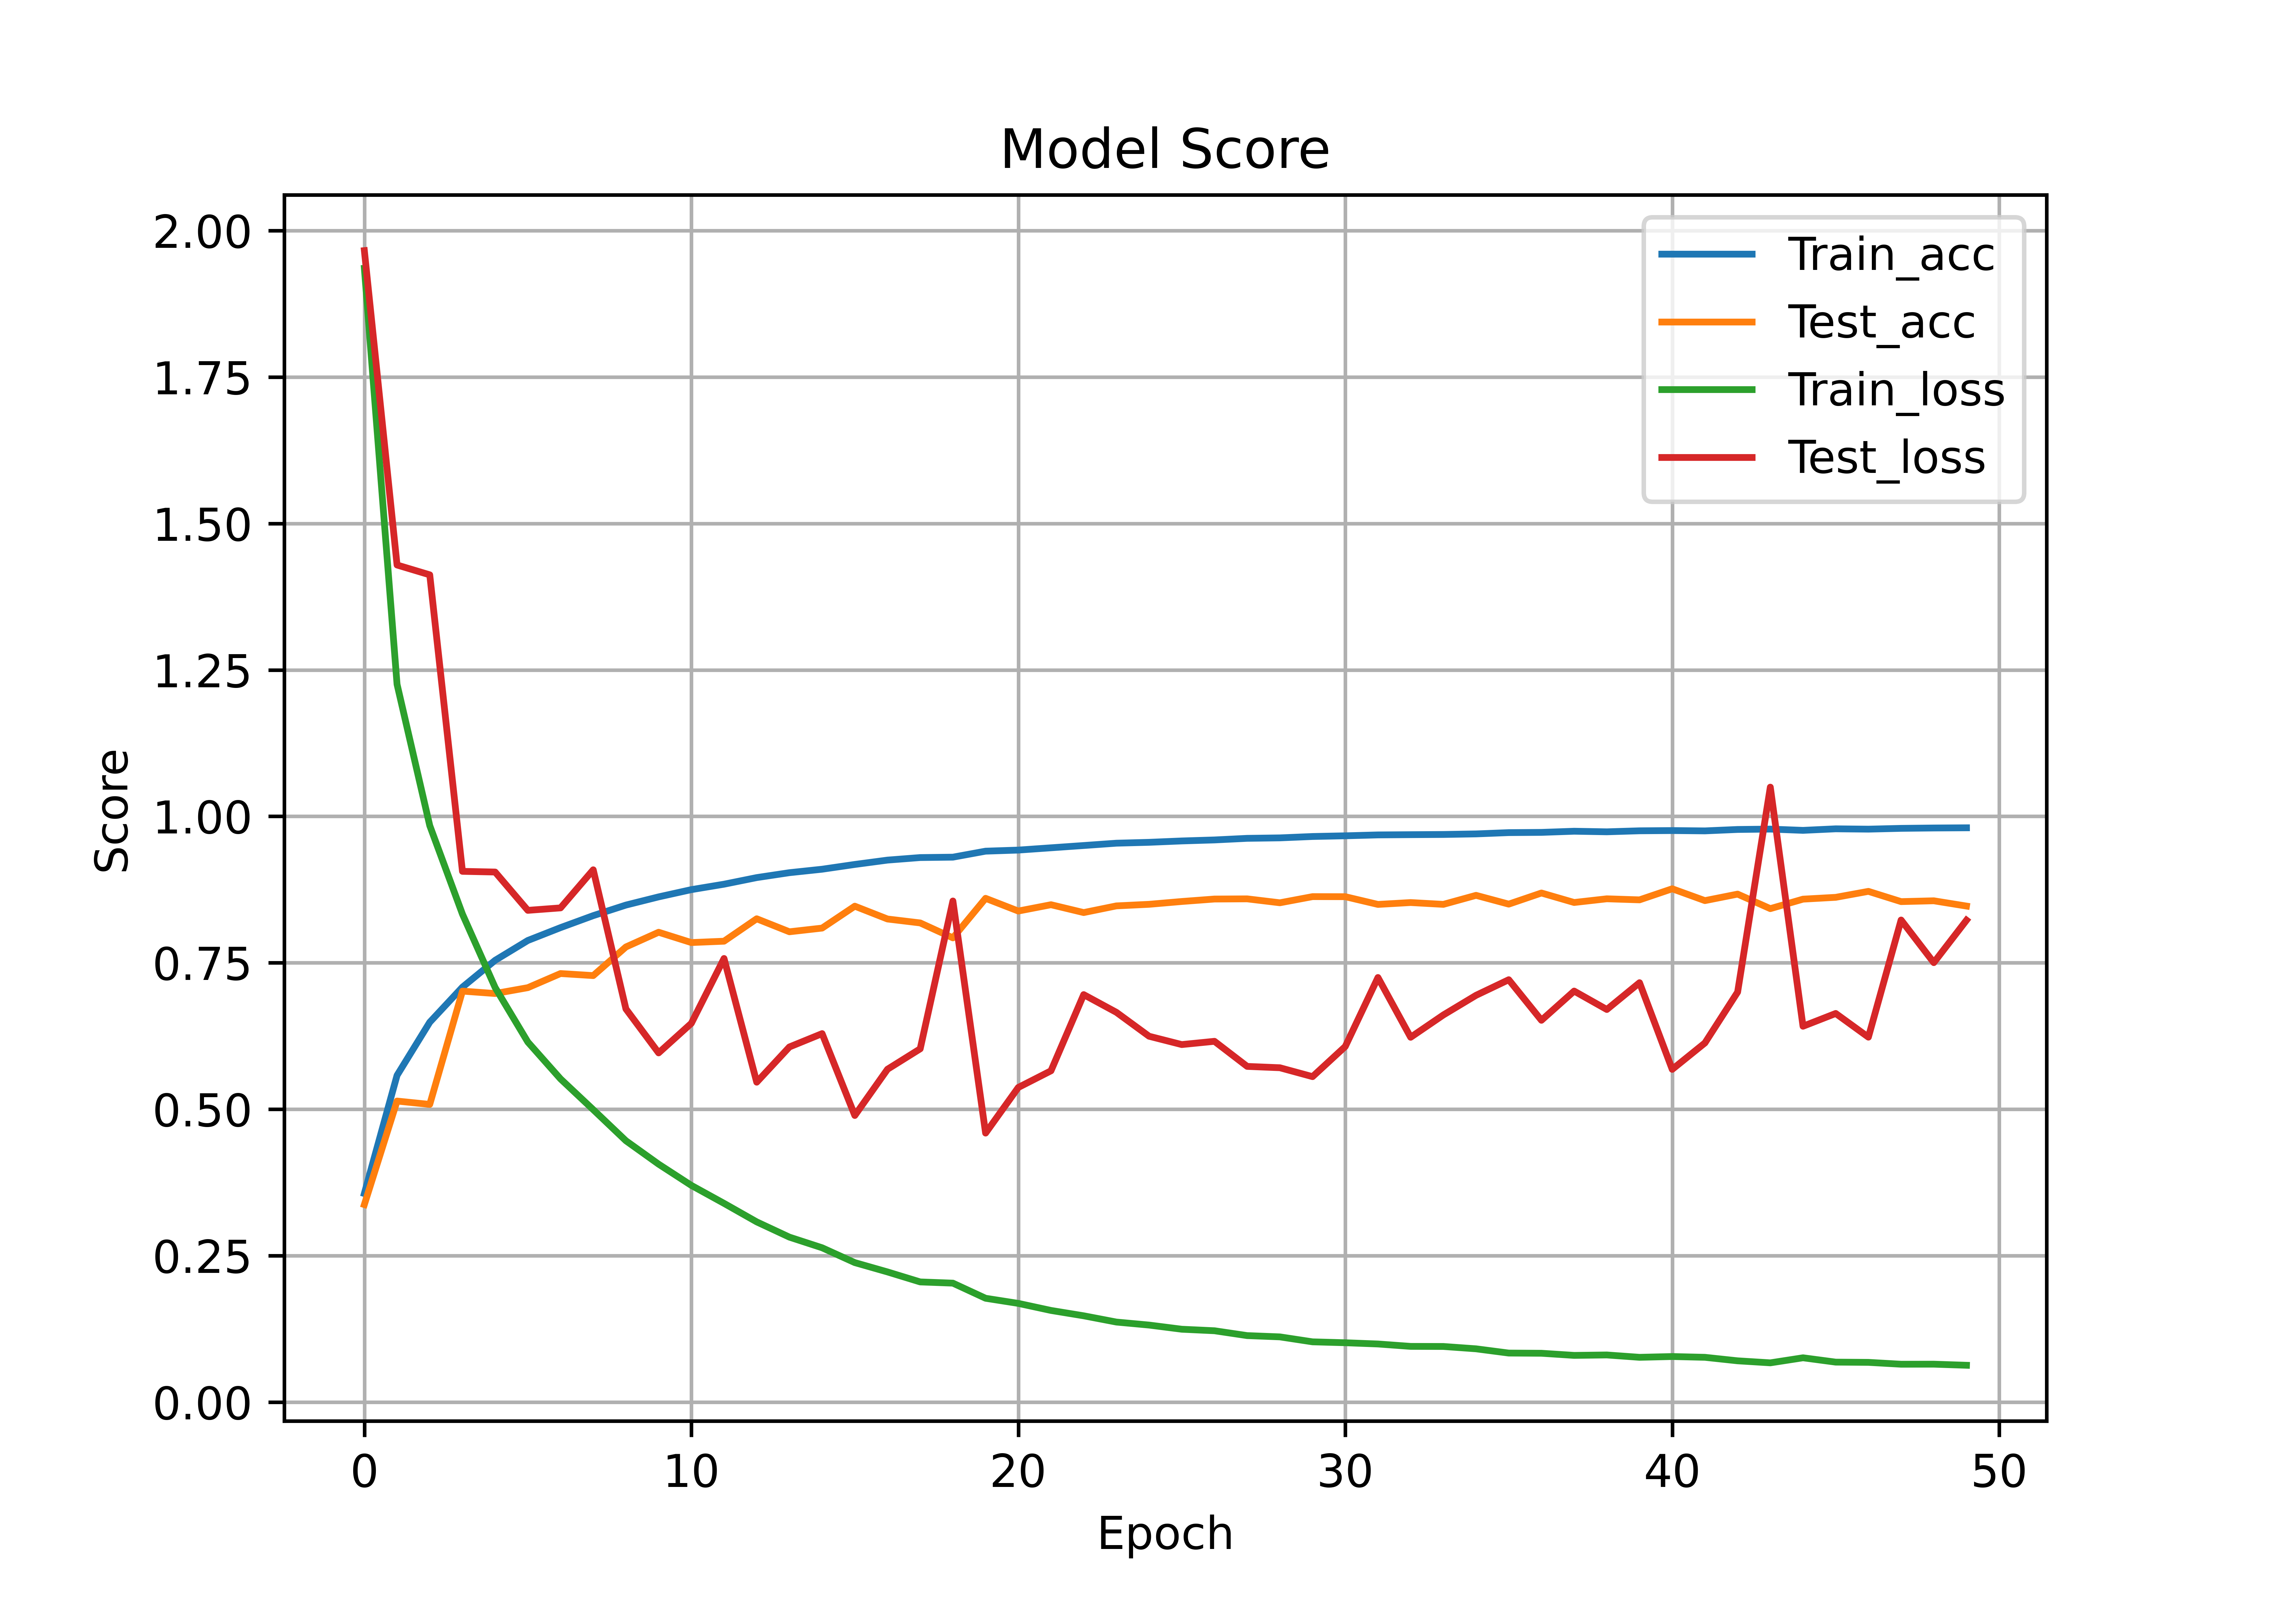 Model Score
2.00
1.75
1.50
1.25
1.00
0.75
0.50
0.25
0.00
Score
0 10 20 30 40 50
Epoch
Train_acc
Test_acc
Train_loss
Test_loss